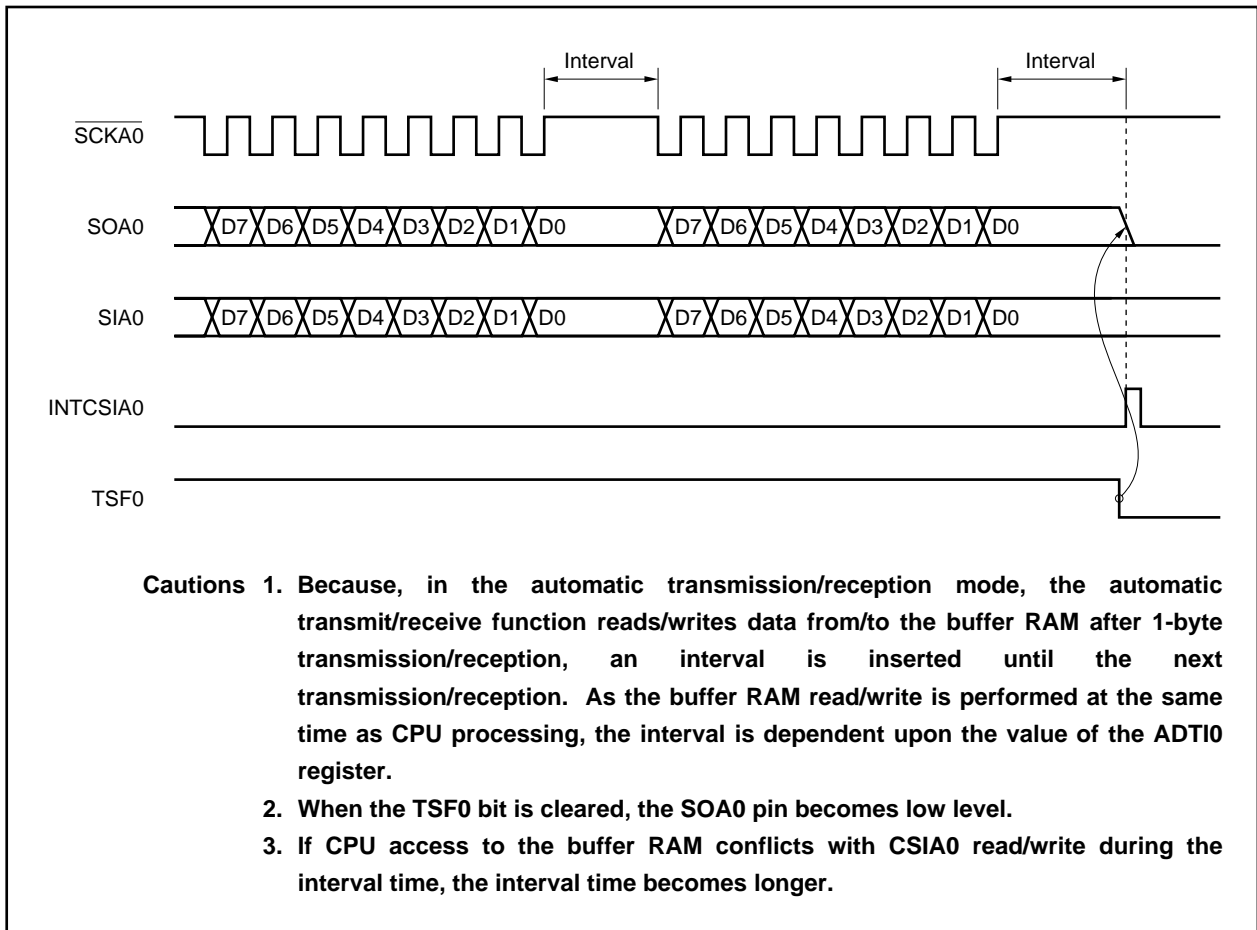 Interval Interval
SCKA0
SOA0 D7 D6 D5 D4 D3 D2 D1 D0 D7 D6 D5 D4 D3 D2 D1 D0
SIA0 D7 D6 D5 D4 D3 D2 D1 D0 D7 D6 D5 D4 D3 D2 D1 D0
INTCSIA0
TSF0
Cautions 1. Because, in the automatic transmission/reception mode, the automatic
transmit/receive function reads/writes data from/to the buffer RAM after 1-byte
transmission/reception, an interval is inserted until the next
transmission/reception. As the buffer RAM read/write is performed at the same
time as CPU processing, the interval is dependent upon the value of the ADTI0
register.
2. When the TSF0 bit is cleared, the SOA0 pin becomes low level.
3. If CPU access to the buffer RAM conflicts with CSIA0 read/write during the
interval time, the interval time becomes longer.